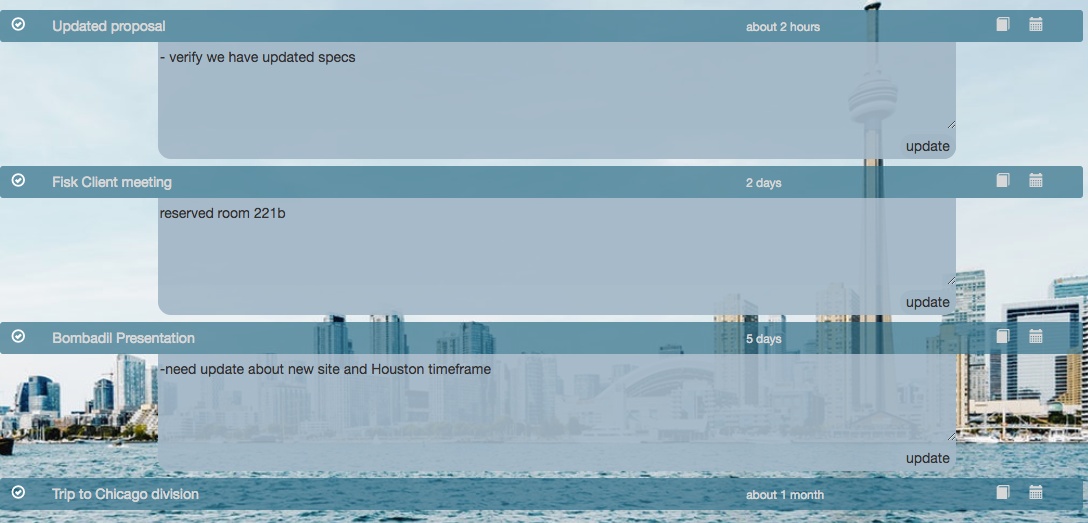 Updated proposal about 2 hours
- verify we have updated specs
update
Fisk Client meeting 2 days
reserved room 221b
update
Bombadil Presentation 5 days
-need update about new site and Houston timeframe
update
Trip to Chicago division about 1 month